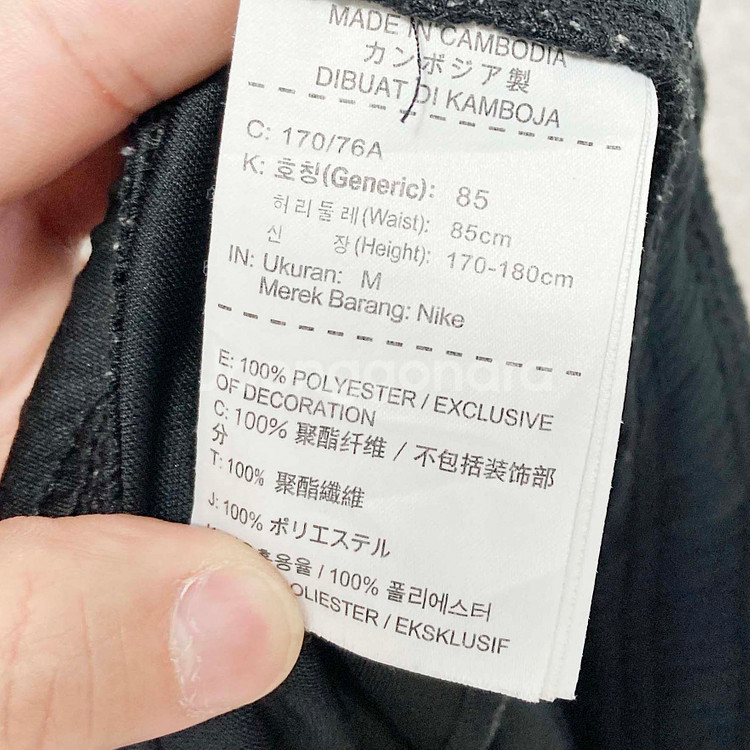 MADE IN CAMBODIA
カンボジア製
DIBUAT DI KAMBOJA
C: 170/76A
K: 호칭(Generic): 85
허리둘레(Waist): 85cm
신 장(Height): 170-180cm
IN: Ukuran: M
Merek Barang: Nike
E: 100% POLYESTER / EXCLUSIVE
OF DECORATION
C: 100% 聚酯纤维 / 不包括装饰部
分
T: 100% 聚酯纖維
J: 100% ポリエステル
혼용율 / 100% 폴리에스터
POLIESTER / EKSKLUSIF